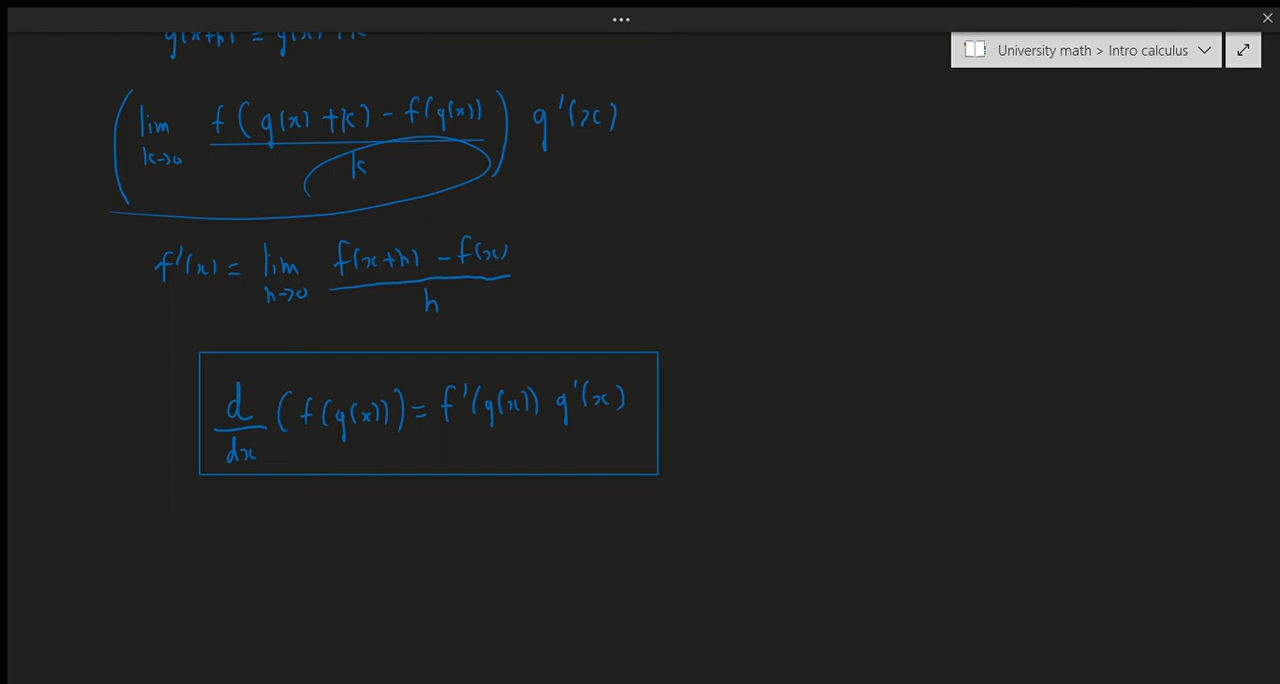 University math > Intro calculus
g(x+h) = g(x) + k
( lim k→0 f(g(x) + k) - f(g(x)) / k ) g'(x)
f'(x) = lim h→0 f(x+h) - f(x) / h
d/dx (f(g(x))) = f'(g(x)) g'(x)